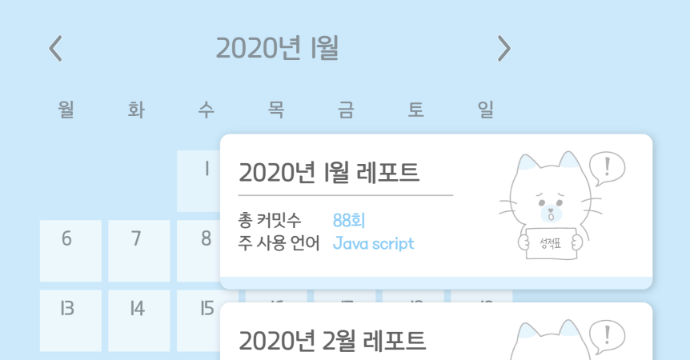 2020년 1월
월 화 수 목 금 토 일
1
2020년 1월 레포트
총 커밋수 88회
주 사용 언어 Java script
!
성적표
6 7 8
13 14 15
2020년 2월 레포트
!